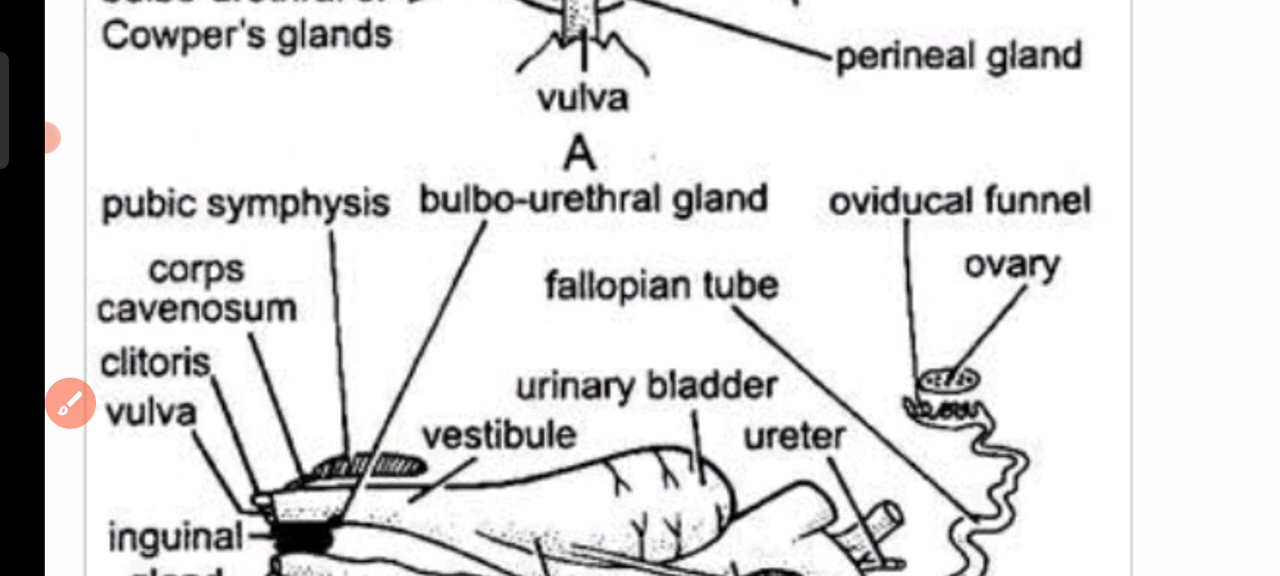 Cowper's glands
perineal gland
vulva
A
pubic symphysis
bulbo-urethral gland
oviducal funnel
corps
cavenosum
fallopian tube
ovary
clitoris
urinary bladder
vulva
vestibule
ureter
inguinal